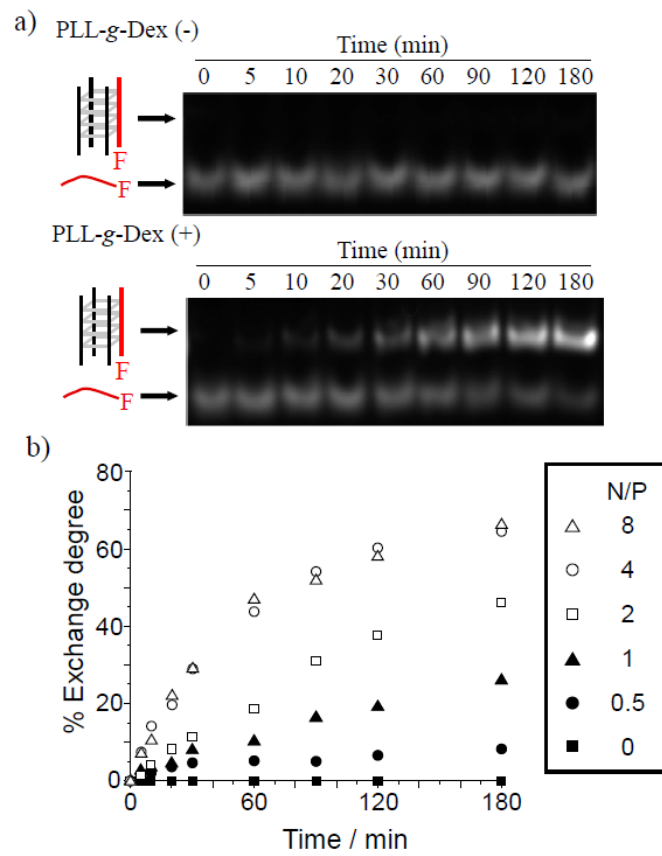 a)
PLL-g-Dex (-)
Time (min)
0 5 10 20 30 60 90 120 180
F
F
PLL-g-Dex (+)
Time (min)
0 5 10 20 30 60 90 120 180
F
F
b)
80
60
40
20
0
% Exchange degree
0 60 120 180
Time / min
N/P
8
4
2
1
0.5
0